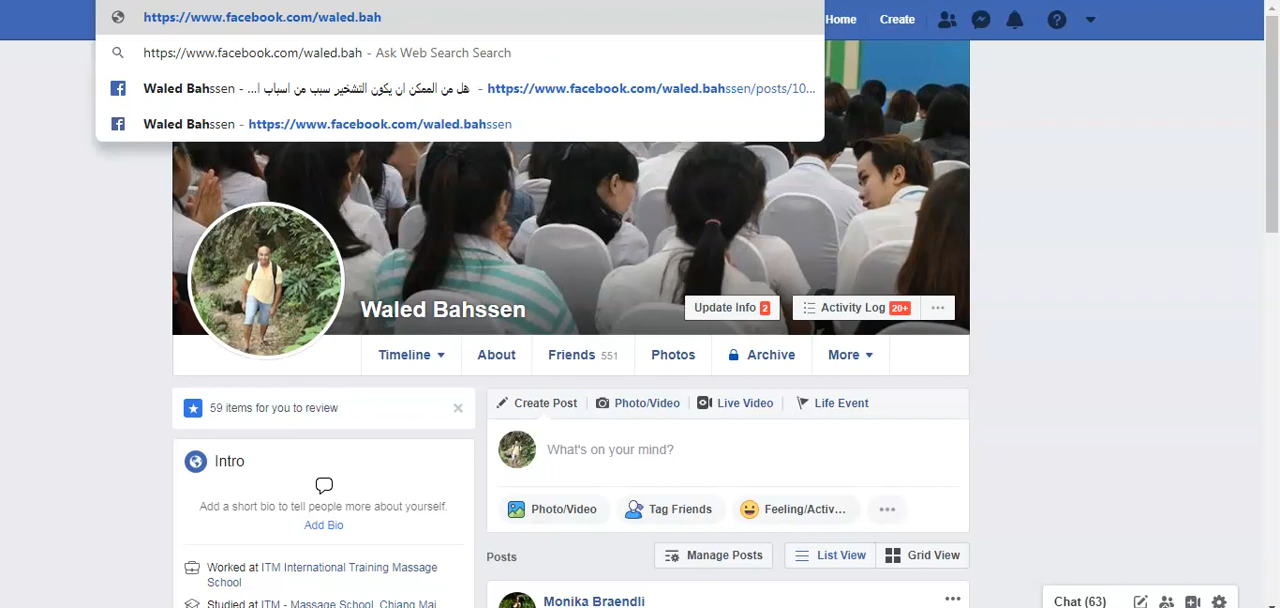 https://www.facebook.com/waled.bah
https://www.facebook.com/waled.bah - Ask Web Search Search
Waled Bahssen - هل من الممكن ان يكون التشخير سبب من اسباب ا... - https://www.facebook.com/waled.bahssen/posts/10...
Waled Bahssen - https://www.facebook.com/waled.bahssen
Home Create
Waled Bahssen
Update Info 2
Activity Log 20+
Timeline
About
Friends 551
Photos
Archive
More
59 items for you to review
Create Post
Photo/Video
Live Video
Life Event
What's on your mind?
Intro
Add a short bio to tell people more about yourself.
Add Bio
Photo/Video
Tag Friends
Feeling/Activ...
Worked at ITM International Training Massage
School
Studied at ITM - Massage School, Chiang Mai
Posts
Manage Posts
List View
Grid View
Monika Braendli
Chat (63)